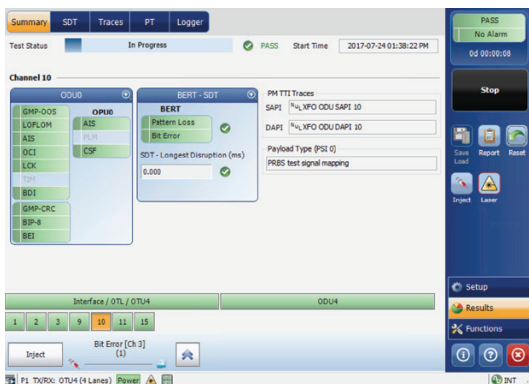 Summary SDT Traces PT Logger
Test Status In Progress PASS Start Time 2017-07-24 01:38:22 PM
Channel 10
ODU0
GMP-OOS
LOFLOM
AIS
OCI
LCK
TIM
BDI
GMP-CRC
BIP-8
BEI
OPU0
AIS
PLM
CSF
BERT - SDT
BERT
Pattern Loss
Bit Error
SDT - Longest Disruption (ms)
0.000
PM TTI Traces
SAPI NULXFO ODU SAPI 10
DAPI NULXFO ODU DAPI 10
Payload Type (PSI 0)
PRBS test signal mapping
Interface / OTL / OTU4 ODU4
1 2 3 9 10 11 15
Inject
Bit Error [Ch 3]
(1)
P1 TX/RX: OTU4 (4 Lanes) Power
PASS
No Alarm
0d 00:00:08
Stop
Save
Load
Report
Reset
Inject
Laser
Setup
Results
Functions
INT